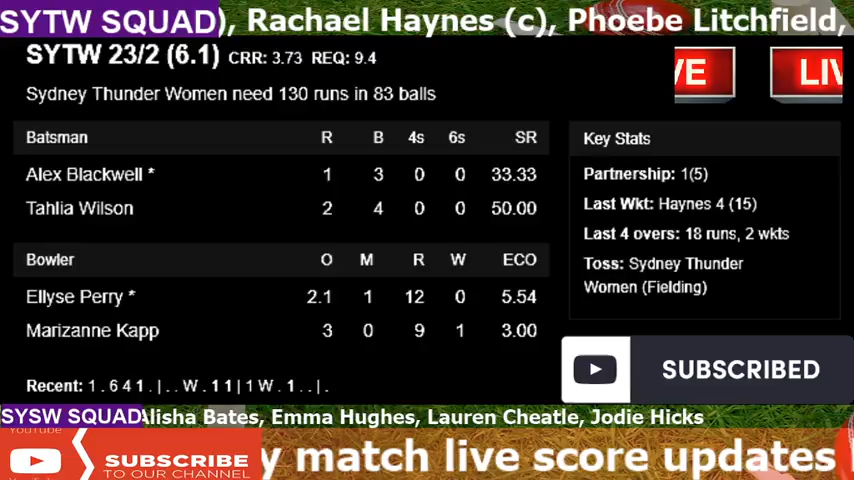 SYTW SQUAD), Rachael Haynes (c), Phoebe Litchfield,
SYTW 23/2 (6.1) CRR: 3.73 REQ: 9.4
VE LIV
Sydney Thunder Women need 130 runs in 83 balls
Batsman R B 4s 6s SR
Alex Blackwell * 1 3 0 0 33.33
Tahlia Wilson 2 4 0 0 50.00
Bowler O M R W ECO
Ellyse Perry * 2.1 1 12 0 5.54
Marizanne Kapp 3 0 9 1 3.00
Recent: 1 . 6 4 1 . | . . W . 1 1 | 1 W . 1 . . | .
Key Stats
Partnership: 1(5)
Last Wkt: Haynes 4 (15)
Last 4 overs: 18 runs, 2 wkts
Toss: Sydney Thunder
Women (Fielding)
SUBSCRIBED
SYSW SQUAD Alisha Bates, Emma Hughes, Lauren Cheatle, Jodie Hicks
YouTube
SUBSCRIBE
TO OUR CHANNEL
y match live score updates